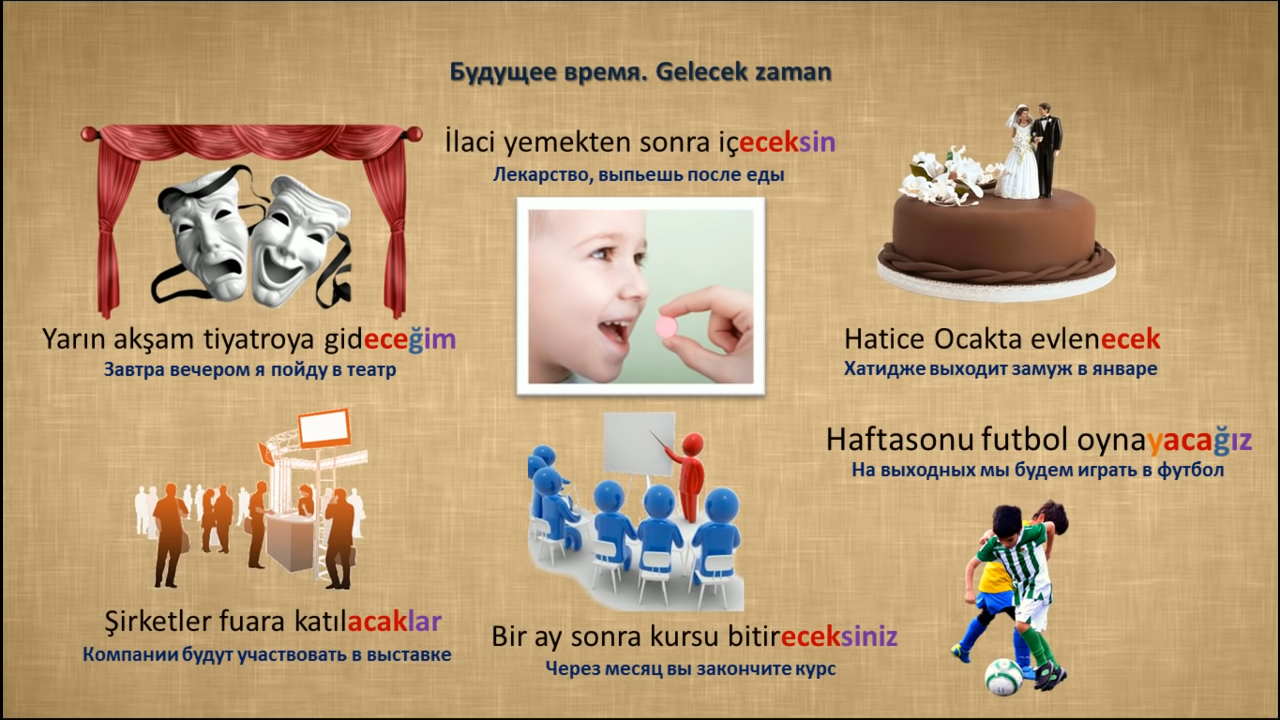 Будущее время. Gelecek zaman
İlaci yemekten sonra içeceksin
Лекарство, выпьешь после еды
Yarın akşam tiyatroya gideceğim
Завтра вечером я пойду в театр
Hatice Ocakta evlenecek
Хатидже выходит замуж в январе
Haftasonu futbol oynayacağız
На выходных мы будем играть в футбол
Şirketler fuara katılacaklar
Компании будут участвовать в выставке
Bir ay sonra kursu bitireceksiniz
Через месяц вы закончите курс